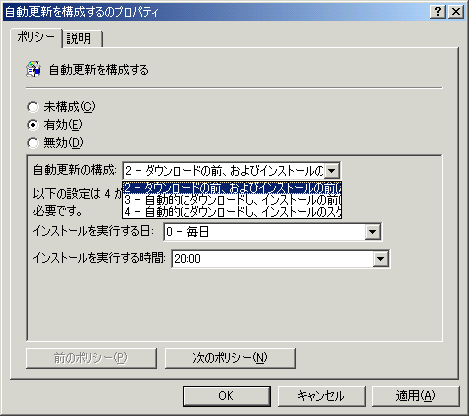 自動更新を構成するのプロパティ
ポリシー
説明
自動更新を構成する
未構成(C)
有効(E)
無効(D)
自動更新の構成: 2 - ダウンロードの前、およびインストールの
2 - ダウンロードの前、およびインストールの前に
3 - 自動的にダウンロードし、インストールの前に
4 - 自動的にダウンロードし、インストールのスケ
以下の設定は 4 か
必要です。
インストールを実行する日: 0 - 毎日
インストールを実行する時間: 20:00
前のポリシー(P)
次のポリシー(N)
OK
キャンセル
適用(A)